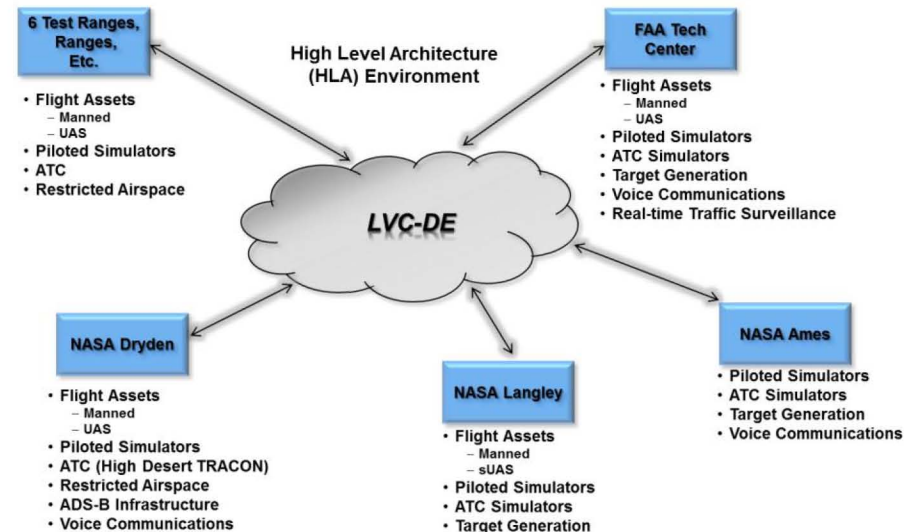 6 Test Ranges,
Ranges,
Etc.
• Flight Assets
– Manned
– UAS
• Piloted Simulators
• ATC
• Restricted Airspace
High Level Architecture
(HLA) Environment
FAA Tech
Center
• Flight Assets
– Manned
– UAS
• Piloted Simulators
• ATC Simulators
• Target Generation
• Voice Communications
• Real-time Traffic Surveillance
LVC-DE
NASA Dryden
• Flight Assets
– Manned
– UAS
• Piloted Simulators
• ATC (High Desert TRACON)
• Restricted Airspace
• ADS-B Infrastructure
• Voice Communications
NASA Langley
• Flight Assets
– Manned
– sUAS
• Piloted Simulators
• ATC Simulators
• Target Generation
NASA Ames
• Piloted Simulators
• ATC Simulators
• Target Generation
• Voice Communications